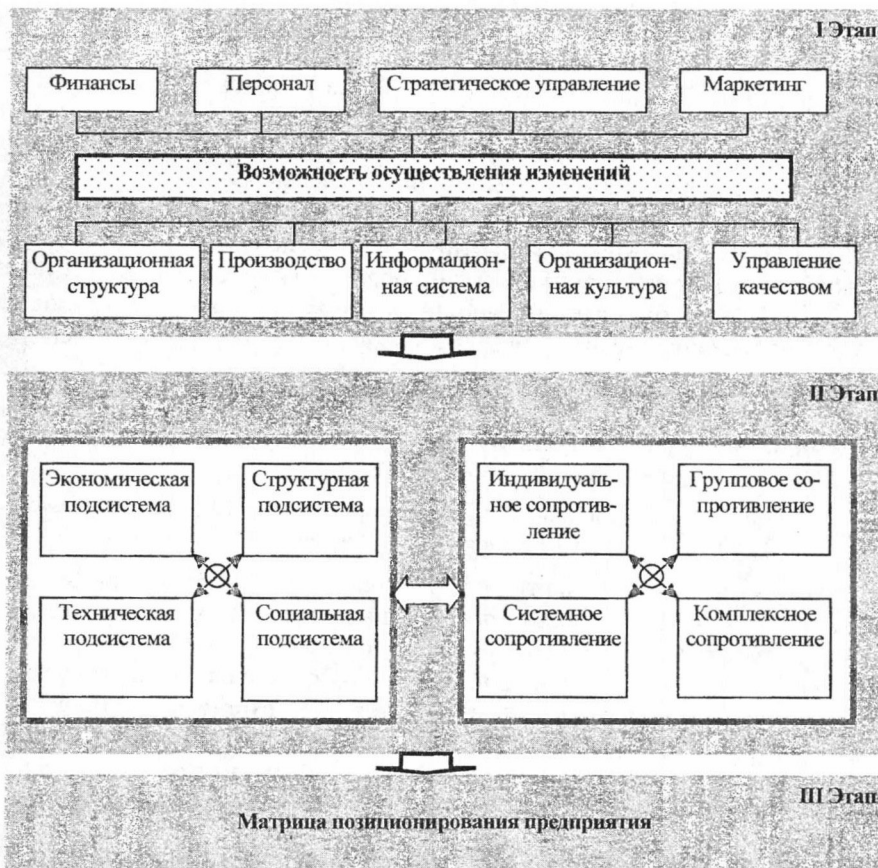 I Этап
Финансы
Персонал
Стратегическое управление
Маркетинг
Возможность осуществления изменений
Организационная
структура
Производство
Информацион-
ная система
Организацион-
ная культура
Управление
качеством
II Этап
Экономическая
подсистема
Структурная
подсистема
Техническая
подсистема
Социальная
подсистема
Индивидуаль-
ное сопротив-
ление
Групповое со-
противление
Системное
сопротивление
Комплексное
сопротивление
III Этап
Матрица позиционирования предприятия